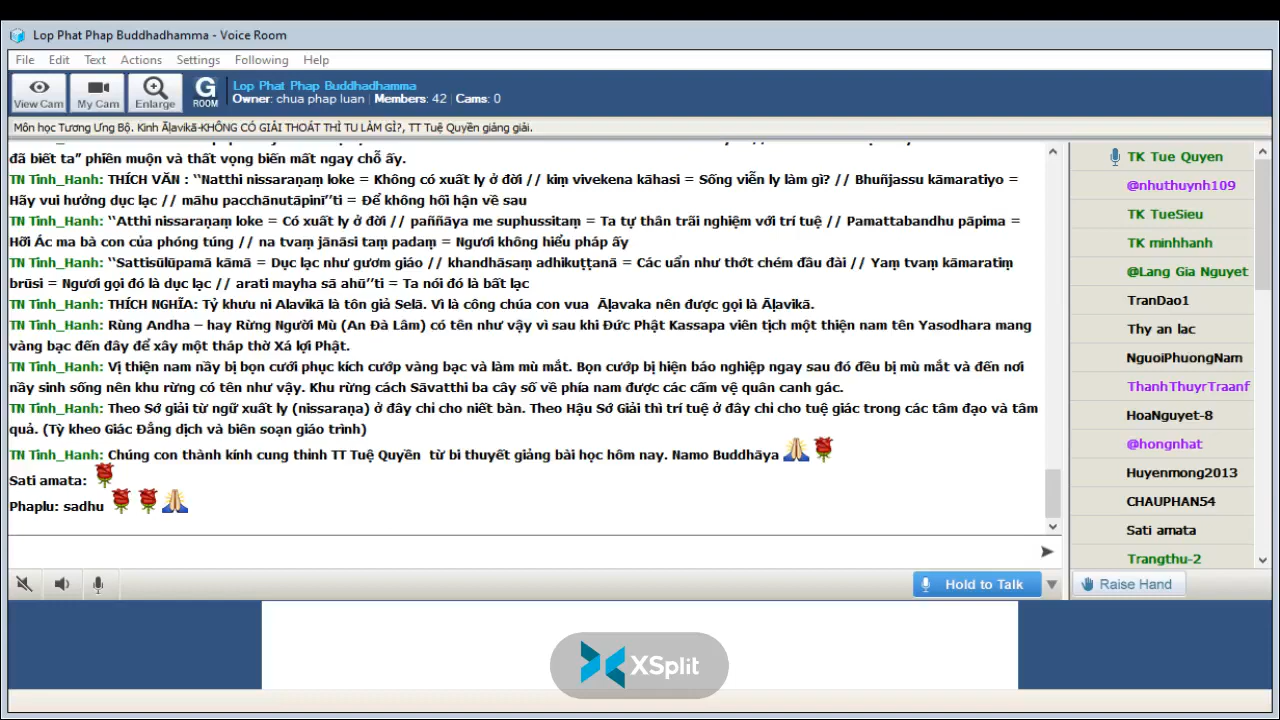 Lop Phat Phap Buddhadhamma - Voice Room
File Edit Text Actions Settings Following Help
View Cam My Cam Enlarge G ROOM
Lop Phat Phap Buddhadhamma
Owner: chua phap luan | Members: 42 | Cams: 0
Môn học Tương Ưng Bộ. Kinh Āḷavikā-KHÔNG CÓ GIẢI THOÁT THÌ TU LÀM GÌ?, TT Tuệ Quyền giảng giải.
đã biết ta” phiền muộn và thất vọng biến mất ngay chỗ ấy.
TN Tinh_Hanh: THÍCH VĂN : ‘‘Natthi nissaraṇaṃ loke = Không có xuất ly ở đời // kiṃ vivekena kāhasi = Sống viễn ly làm gì? // Bhuñjassu kāmaratiyo =
Hãy vui hưởng dục lạc // māhu pacchānutāpinī’’ti = Để không hối hận về sau
TN Tinh_Hanh: ‘‘Atthi nissaraṇaṃ loke = Có xuất ly ở đời // paññāya me suphussitaṃ = Ta tự thân trãi nghiệm với trí tuệ // Pamattabandhu pāpima =
Hỡi Ác ma bà con của phóng túng // na tvaṃ jānāsi taṃ padaṃ = Ngươi không hiểu pháp ấy
TN Tinh_Hanh: ‘‘Sattisūlūpamā kāmā = Dục lạc như gươm giáo // khandhāsaṃ adhikuṭṭanā = Các uẩn như thớt chém đầu đài // Yaṃ tvaṃ kāmaratiṃ
brūsi = Ngươi gọi đó là dục lạc // arati mayha sā ahū’’ti = Ta nói đó là bất lạc
TN Tinh_Hanh: THÍCH NGHĨA: Tỷ khưu ni Alavikā là tôn giả Selā. Vì là công chúa con vua Āḷavaka nên được gọi là Āḷavikā.
TN Tinh_Hanh: Rùng Andha – hay Rừng Người Mù (An Đà Lâm) có tên như vậy vì sau khi Đức Phật Kassapa viên tịch một thiện nam tên Yasodhara mang
vàng bạc đến đây để xây một tháp thờ Xá lợi Phật.
TN Tinh_Hanh: Vị thiện nam nầy bị bọn cưới phục kích cướp vàng bạc và làm mù mắt. Bọn cướp bị hiện báo nghiệp ngay sau đó đều bị mù mắt và đến nơi
nầy sinh sống nên khu rừng có tên như vậy. Khu rừng cách Sāvatthi ba cây số về phía nam được các cấm vệ quân canh gác.
TN Tinh_Hanh: Theo Sớ giải từ ngữ xuất ly (nissaraṇa) ở đây chỉ cho niết bàn. Theo Hậu Sớ Giải thì trí tuệ ở đây chỉ cho tuệ giác trong các tâm đạo và tâm
quả. (Tỳ kheo Giác Đẳng dịch và biên soạn giáo trình)
TN Tinh_Hanh: Chúng con thành kính cung thỉnh TT Tuệ Quyền từ bi thuyết giảng bài học hôm nay. Namo Buddhāya
Sati amata:
Phaplu: sadhu
Hold to Talk
TK Tue Quyen
@nhuthuynh109
TK TueSieu
TK minhhanh
@Lang Gia Nguyet
TranDao1
Thy an lac
NguoiPhuongNam
ThanhThuyrTraanf
HoaNguyet-8
@hongnhat
Huyenmong2013
CHAUPHAN54
Sati amata
Trangthu-2
Raise Hand
XSplit